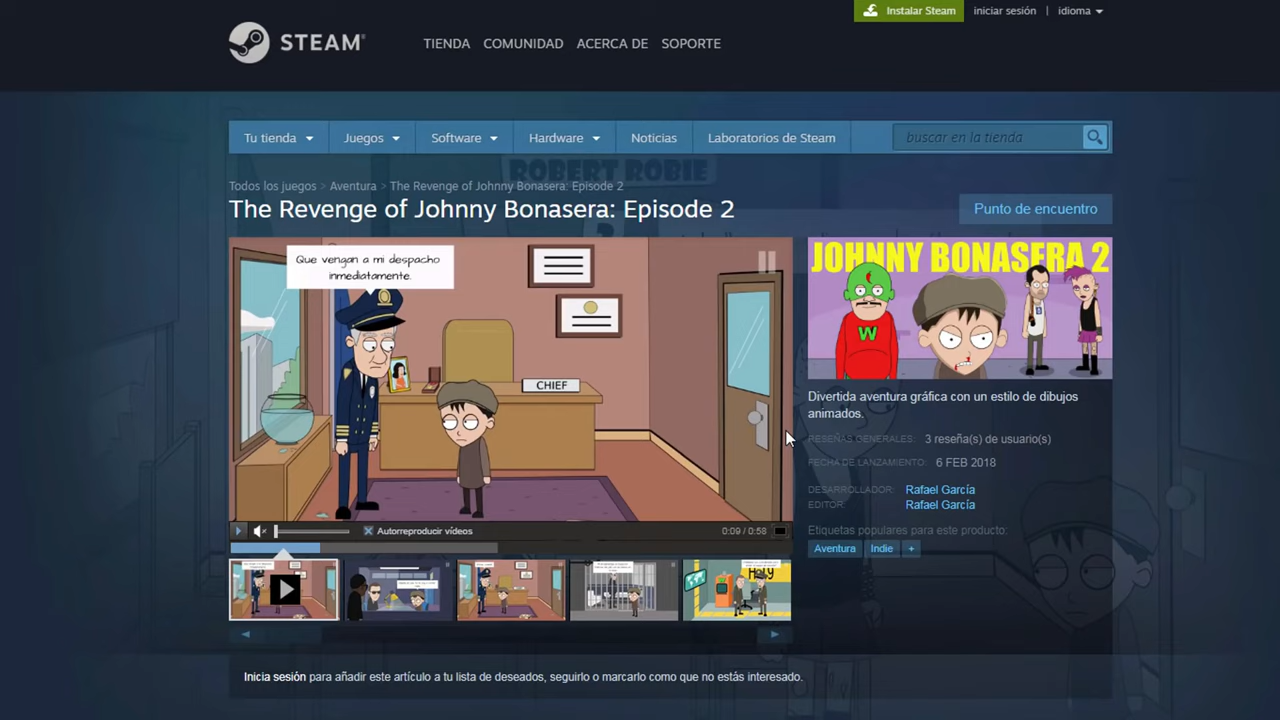 Instalar Steam
iniciar sesión | idioma
STEAM
TIENDA COMUNIDAD ACERCA DE SOPORTE
Tu tienda Juegos Software Hardware Noticias Laboratorios de Steam
buscar en la tienda
ROBERT ROBIE
Todos los juegos > Aventura > The Revenge of Johnny Bonasera: Episode 2
The Revenge of Johnny Bonasera: Episode 2
Punto de encuentro
Que vengan a mi despacho
inmediatamente.
CHIEF
JOHNNY BONASERA 2
W
Divertida aventura gráfica con un estilo de dibujos
animados.
RESEÑAS GENERALES: 3 reseña(s) de usuario(s)
FECHA DE LANZAMIENTO: 6 FEB 2018
DESARROLLADOR: Rafael García
EDITOR: Rafael García
Etiquetas populares para este producto:
Aventura Indie +
Autorreproducir vídeos
0:09 / 0:58
Inicia sesión para añadir este artículo a tu lista de deseados, seguirlo o marcarlo como que no estás interesado.